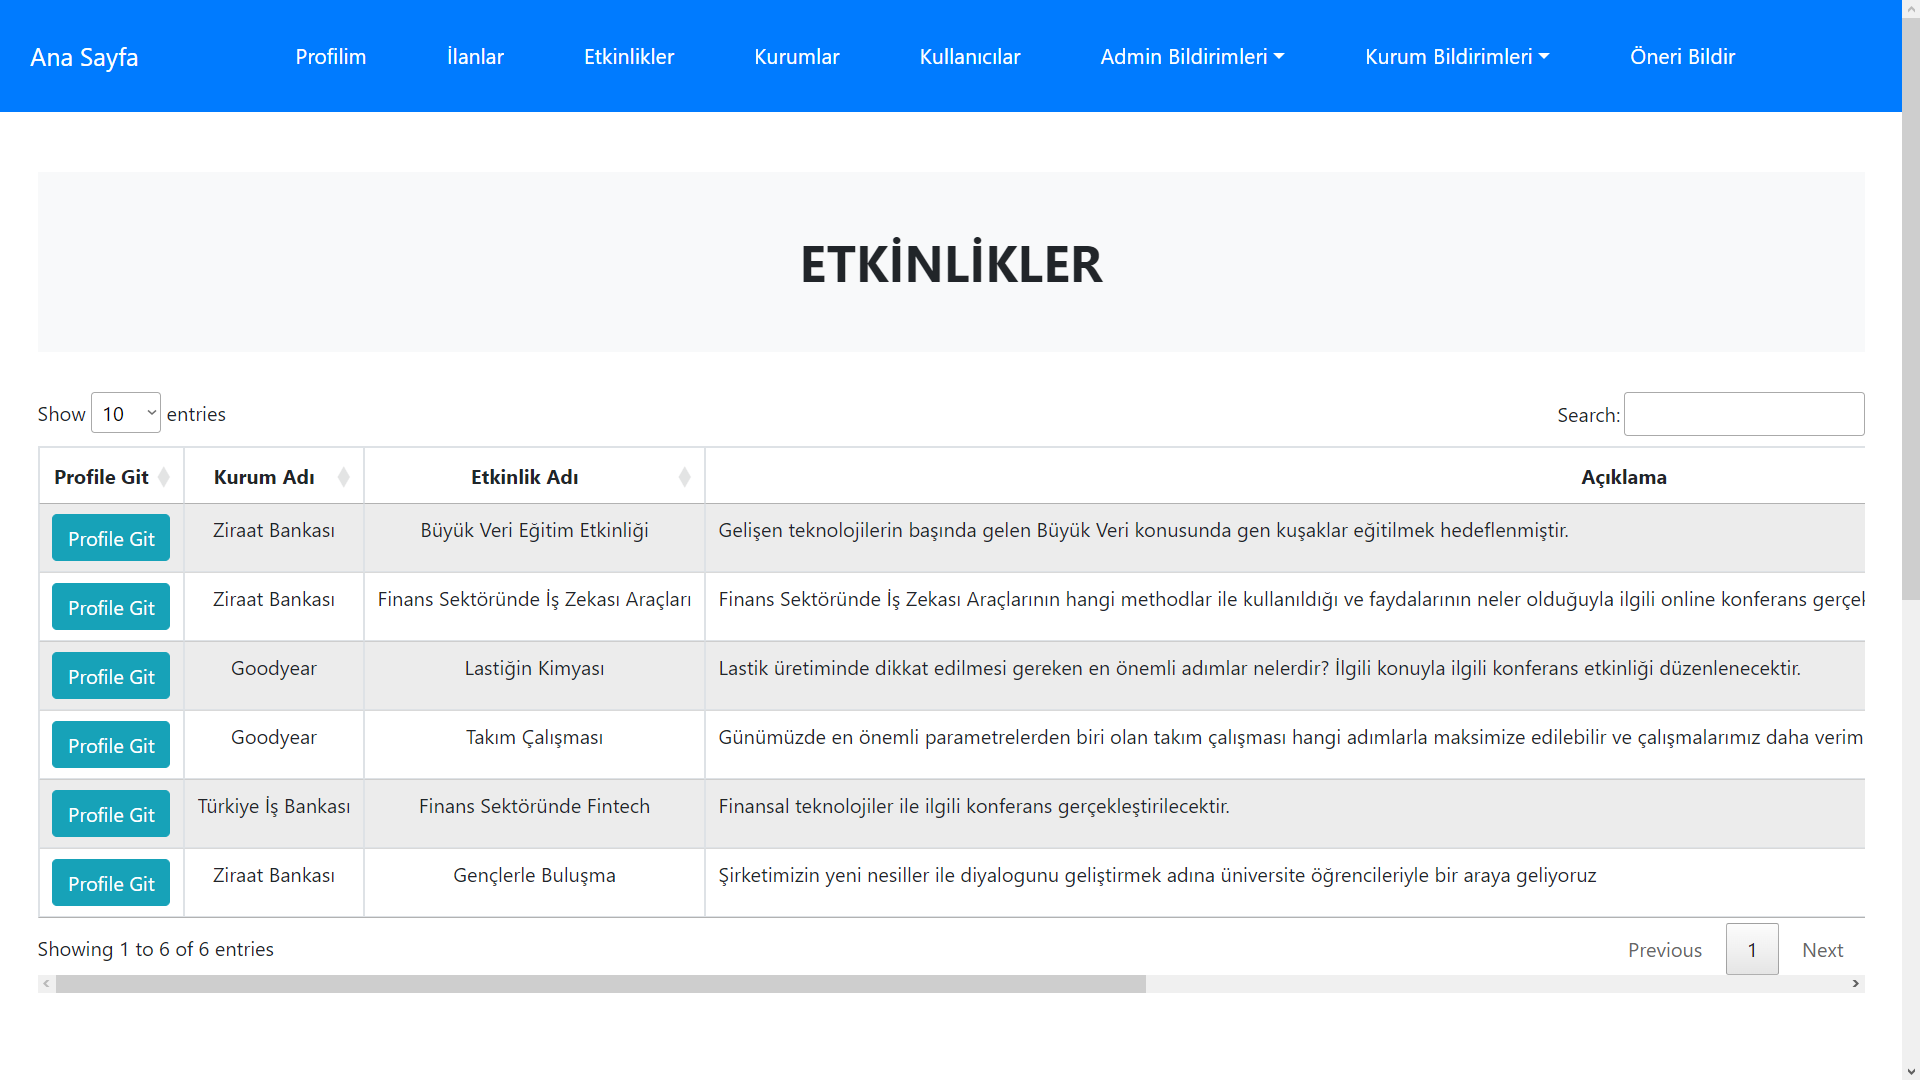 Ana Sayfa Profilim İlanlar Etkinlikler Kurumlar Kullanıcılar Admin Bildirimleri Kurum Bildirimleri Öneri Bildir
ETKİNLİKLER
Show 10 entries Search:
Profile Git Kurum Adı Etkinlik Adı Açıklama
Profile Git Ziraat Bankası Büyük Veri Eğitim Etkinliği Gelişen teknolojilerin başında gelen Büyük Veri konusunda gen kuşaklar eğitilmek hedeflenmiştir.
Profile Git Ziraat Bankası Finans Sektöründe İş Zekası Araçları Finans Sektöründe İş Zekası Araçlarının hangi methodlar ile kullanıldığı ve faydalarının neler olduğuyla ilgili online konferans gerçek
Profile Git Goodyear Lastiğin Kimyası Lastik üretiminde dikkat edilmesi gereken en önemli adımlar nelerdir? İlgili konuyla ilgili konferans etkinliği düzenlenecektir.
Profile Git Goodyear Takım Çalışması Günümüzde en önemli parametrelerden biri olan takım çalışması hangi adımlarla maksimize edilebilir ve çalışmalarımız daha verim
Profile Git Türkiye İş Bankası Finans Sektöründe Fintech Finansal teknolojiler ile ilgili konferans gerçekleştirilecektir.
Profile Git Ziraat Bankası Gençlerle Buluşma Şirketimizin yeni nesiller ile diyalogunu geliştirmek adına üniversite öğrencileriyle bir araya geliyoruz
Showing 1 to 6 of 6 entries Previous 1 Next